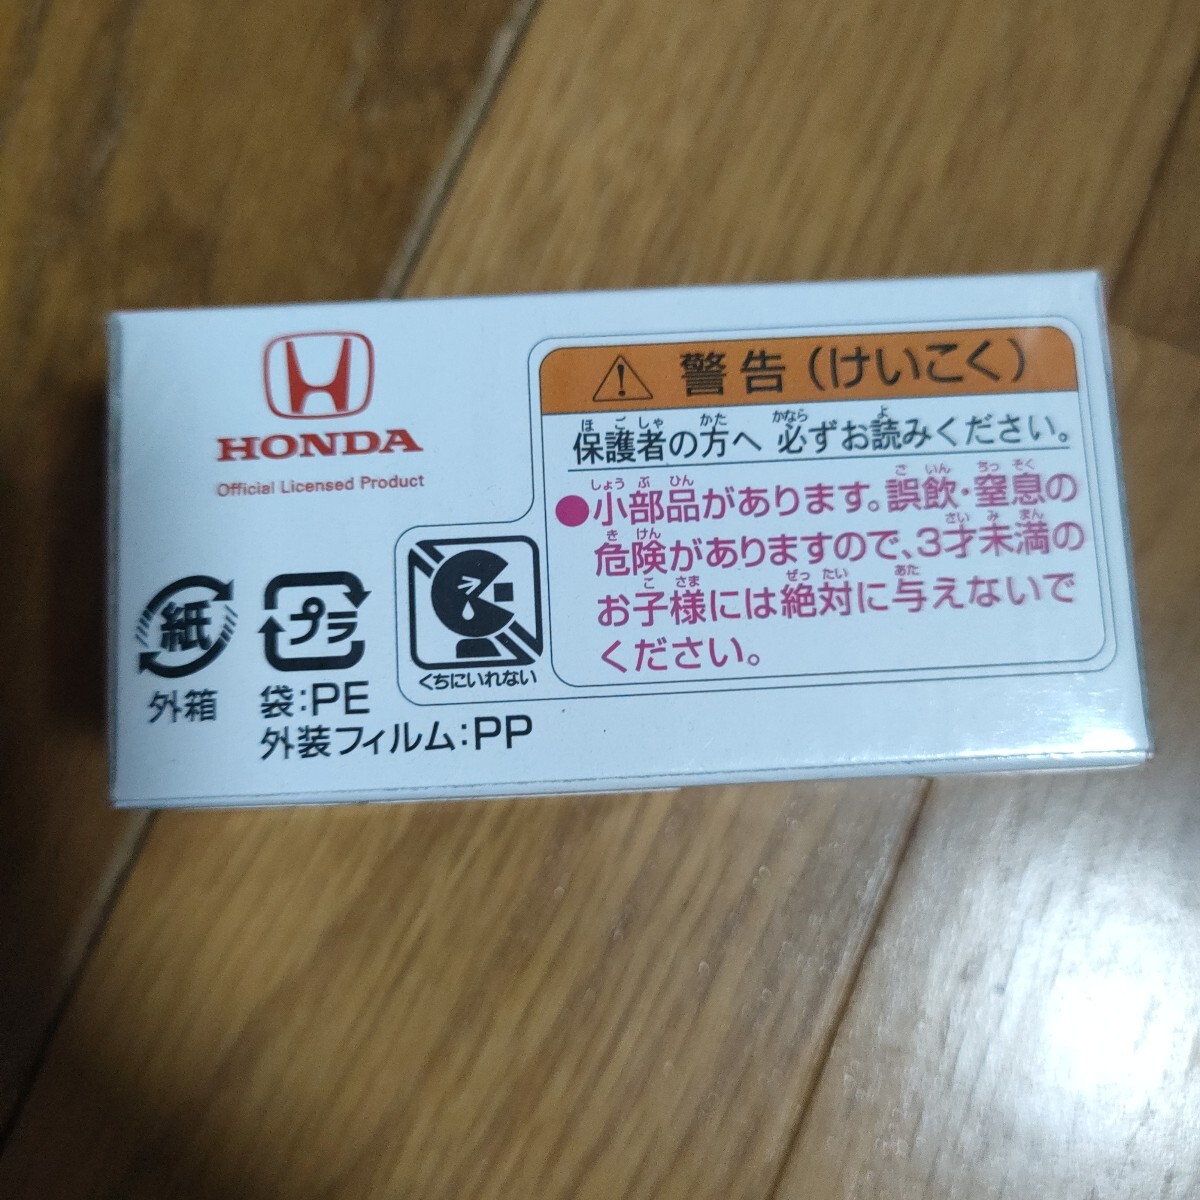 HONDA
Official Licensed Product
警告(けいこく)
ほごしゃ かた かなら よ
保護者の方へ 必ずお読みください。
しょうぶひん ごいん ちっそく
●小部品があります。誤飲・窒息の
きけん さいみまん
危険がありますので、3才未満の
こさま ぜったい あた
お子様には絶対に与えないで
ください。
くちにいれない
紙
外箱
プラ
袋:PE
外装フィルム:PP